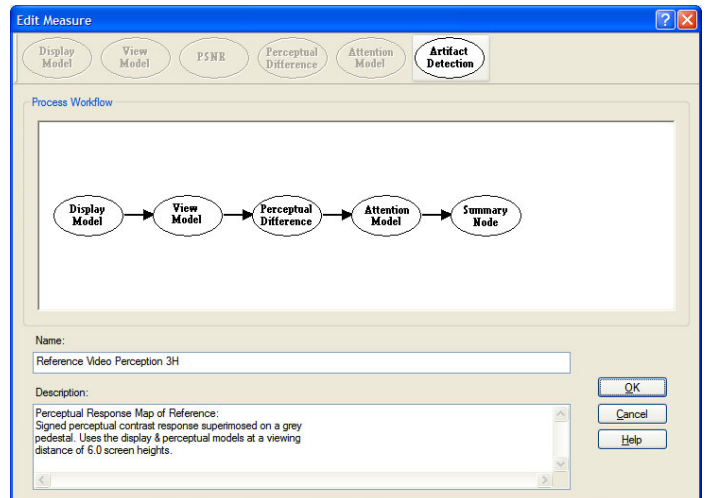 Edit Measure
Display Model
View Model
PSNR
Perceptual Difference
Attention Model
Artifact Detection
Process Workflow
Display Model
View Model
Perceptual Difference
Attention Model
Summary Node
Name:
Reference Video Perception 3H
Description:
Perceptual Response Map of Reference:
Signed perceptual contrast response superimosed on a grey
pedestal. Uses the display & perceptual models at a viewing
distance of 6.0 screen heights.
OK
Cancel
Help